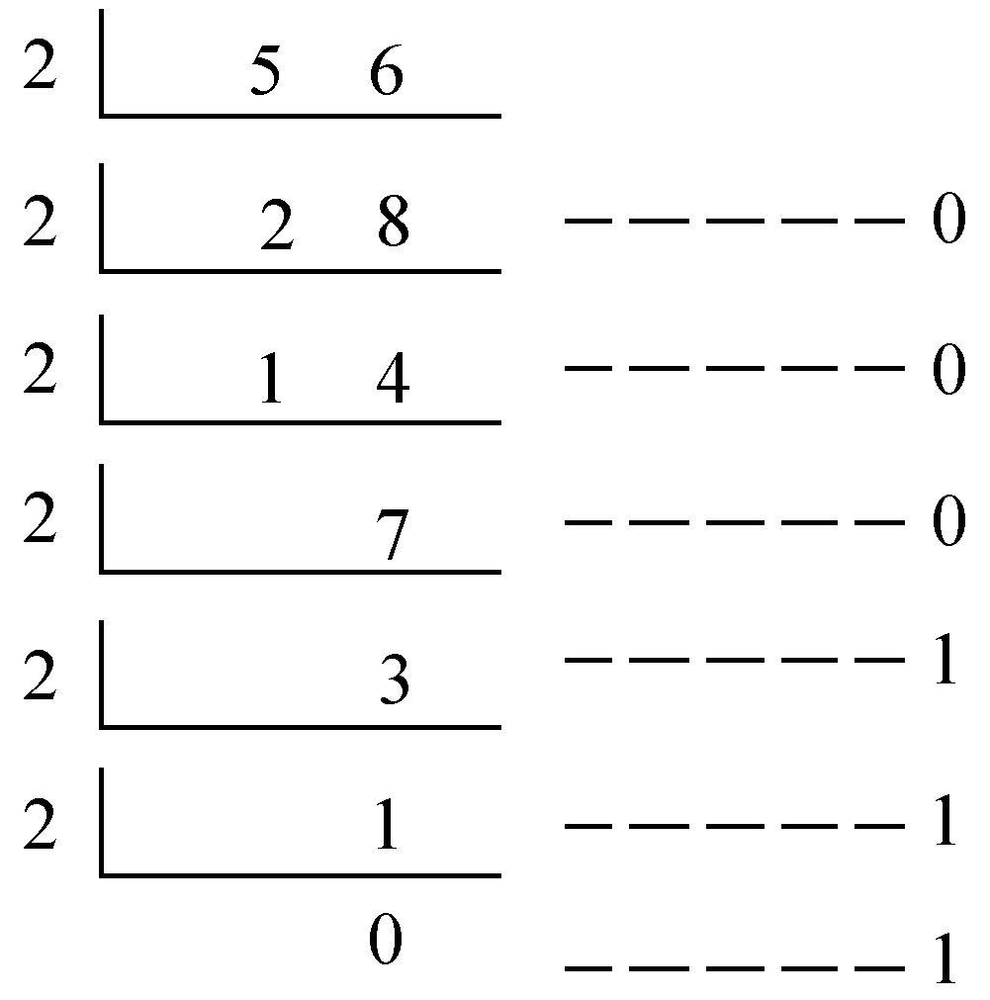 2 5 6
2 2 8 — — — — — 0
2 1 4 — — — — — 0
2 7 — — — — — 0
2 3 — — — — — 1
2 1 — — — — — 1
0 — — — — — 1